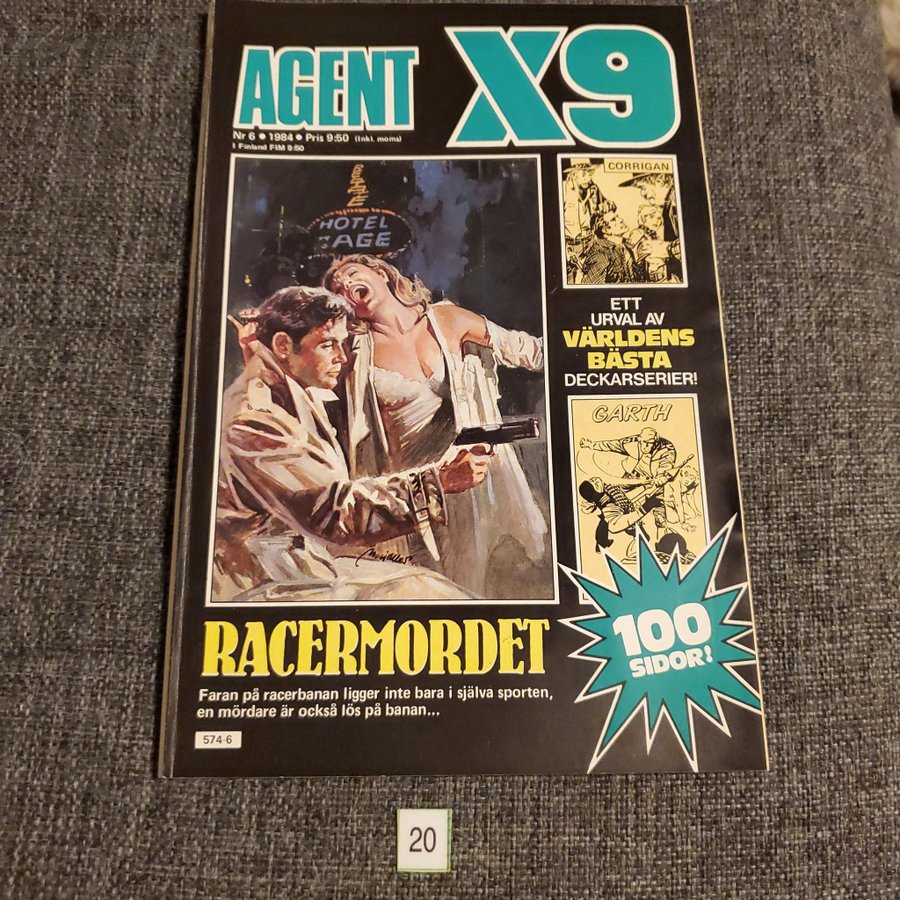 AGENT X9
Nr 6 • 1984 • Pris 9:50 (Inkl. moms)
I Finland FIM 9:50
HOTEL
CORRIGAN
ETT
URVAL AV
VÄRLDENS
BÄSTA
DECKARSERIER!
GARTH
100
SIDOR!
RACERMORDET
Faran på racerbanan ligger inte bara i själva sporten,
en mördare är också lös på banan...
574-6
20